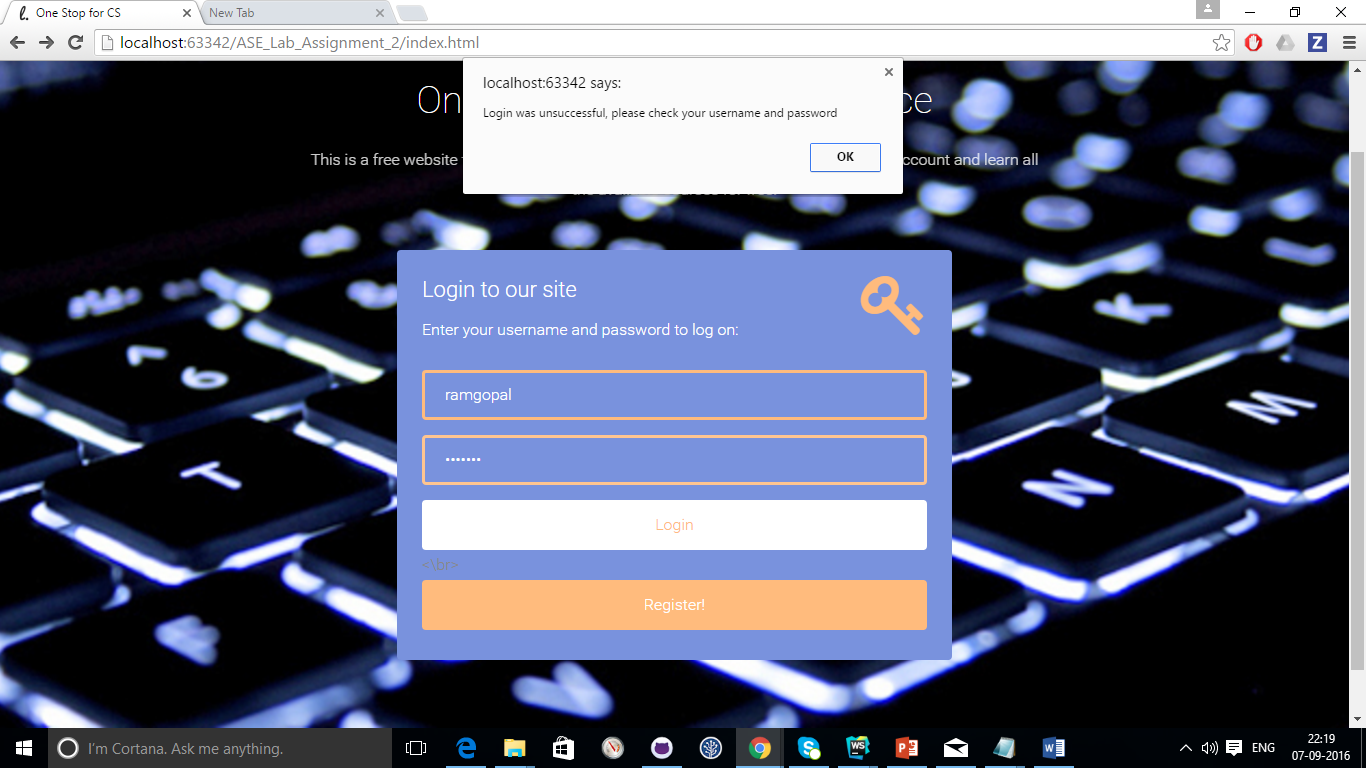 One Stop for CS
New Tab
localhost:63342/ASE_Lab_Assignment_2/index.html
localhost:63342 says:
Login was unsuccessful, please check your username and password
OK
On ce
This is a free website ccount and learn all
Login to our site
Enter your username and password to log on:
ramgopal
•••••••
Login
<\br>
Register!
6
T
K
M
N
V
I'm Cortana. Ask me anything.
ENG
22:19
07-09-2016